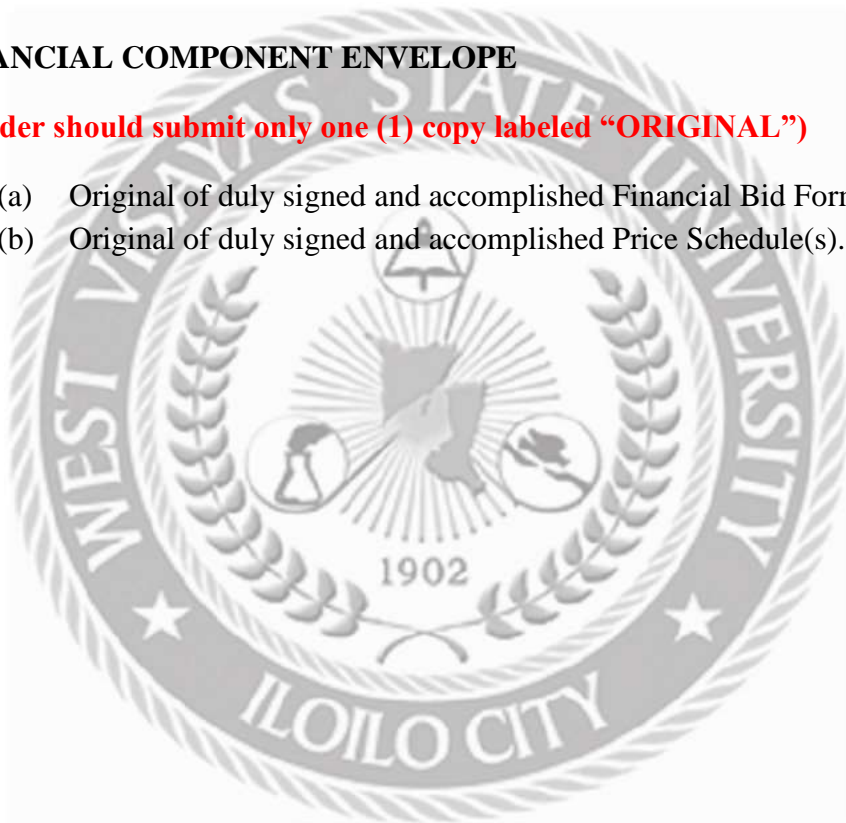 ANCIAL COMPONENT ENVELOPE
der should submit only one (1) copy labeled “ORIGINAL”)
(a) Original of duly signed and accomplished Financial Bid For
(b) Original of duly signed and accomplished Price Schedule(s).
WEST VISAYAS STATE UNIVERSITY
1902
ILOILO CITY